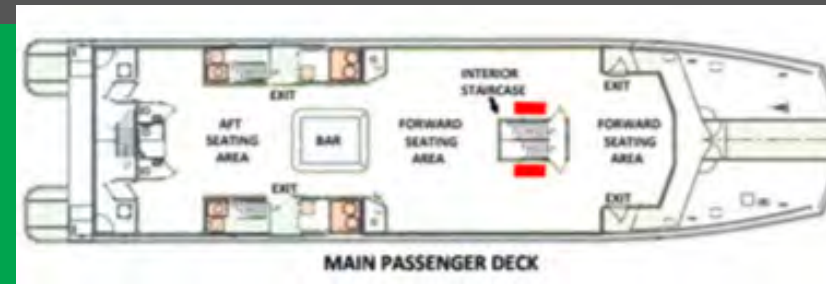 INTERIOR
STAIRCASE
EXIT
EXIT
AFT
SEATING
AREA
BAR
FORWARD
SEATING
AREA
FORWARD
SEATING
AREA
EXIT
EXIT
MAIN PASSENGER DECK